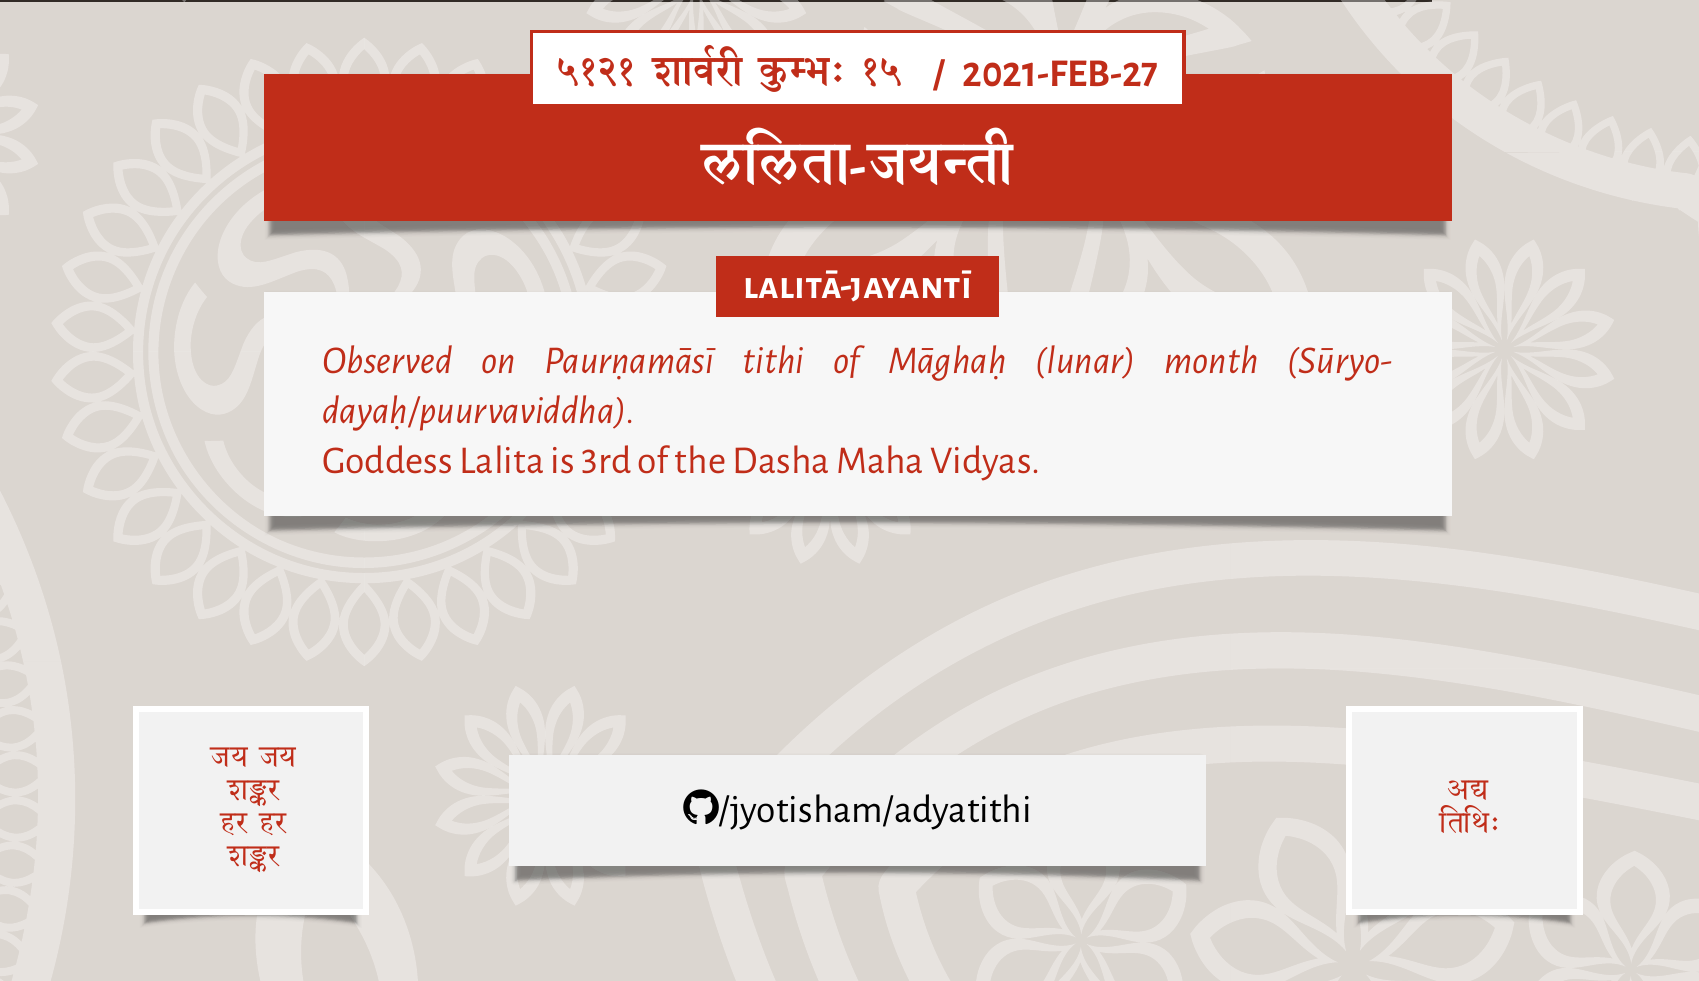 ५१२१ शार्वरी कुम्भः १५ / 2021-FEB-27
ललिता-जयन्ती
LALITĀ-JAYANTĪ
Observed on Paurṇamāsī tithi of Māghaḥ (lunar) month (Sūryo-
dayaḥ/puurvaviddha).
Goddess Lalita is 3rd of the Dasha Maha Vidyas.
जय जय
शङ्कर
हर हर
शङ्कर
/jyotisham/adyatithi
अद्य
तिथिः